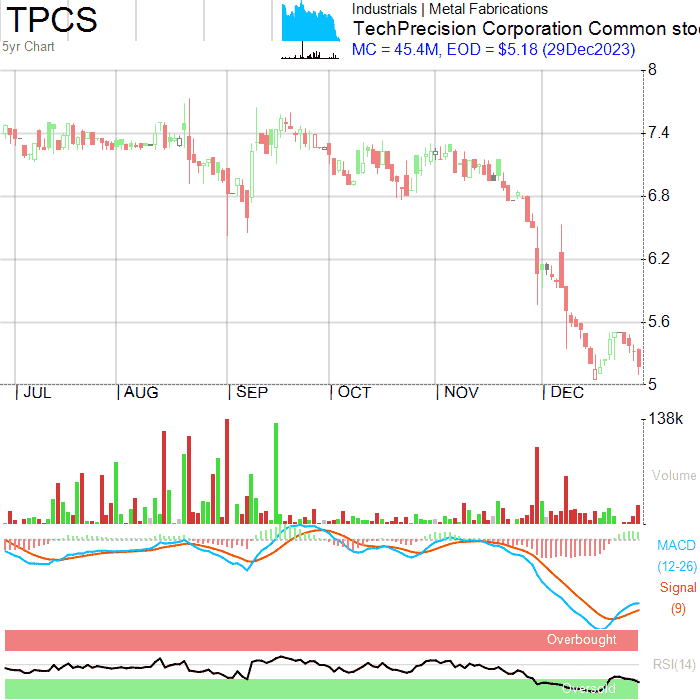 TPCS
5yr Chart
Industrials | Metal Fabrications
TechPrecision Corporation Common sto
MC = 45.4M, EOD = $5.18 (29Dec2023)
8
7.4
6.8
6.2
5.6
5
JUL AUG SEP OCT NOV DEC
138k
Volume
MACD
(12-26)
Signal
(9)
Overbought
RSI(14)
Oversold